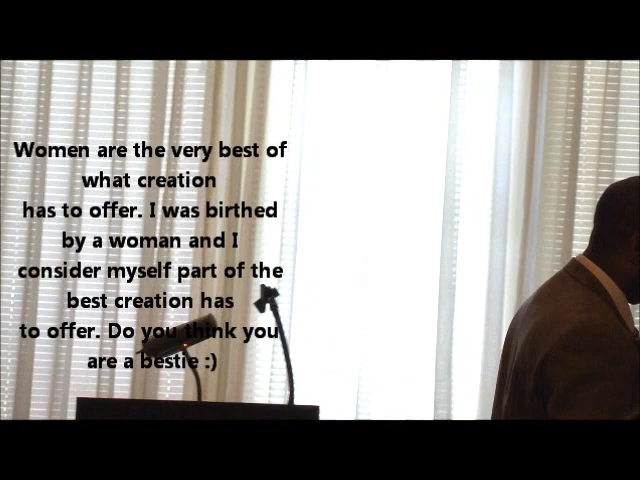 Women are the very best of
what creation
has to offer. I was birthed
by a woman and I
consider myself part of the
best creation has
to offer. Do you think you
are a bestie :)